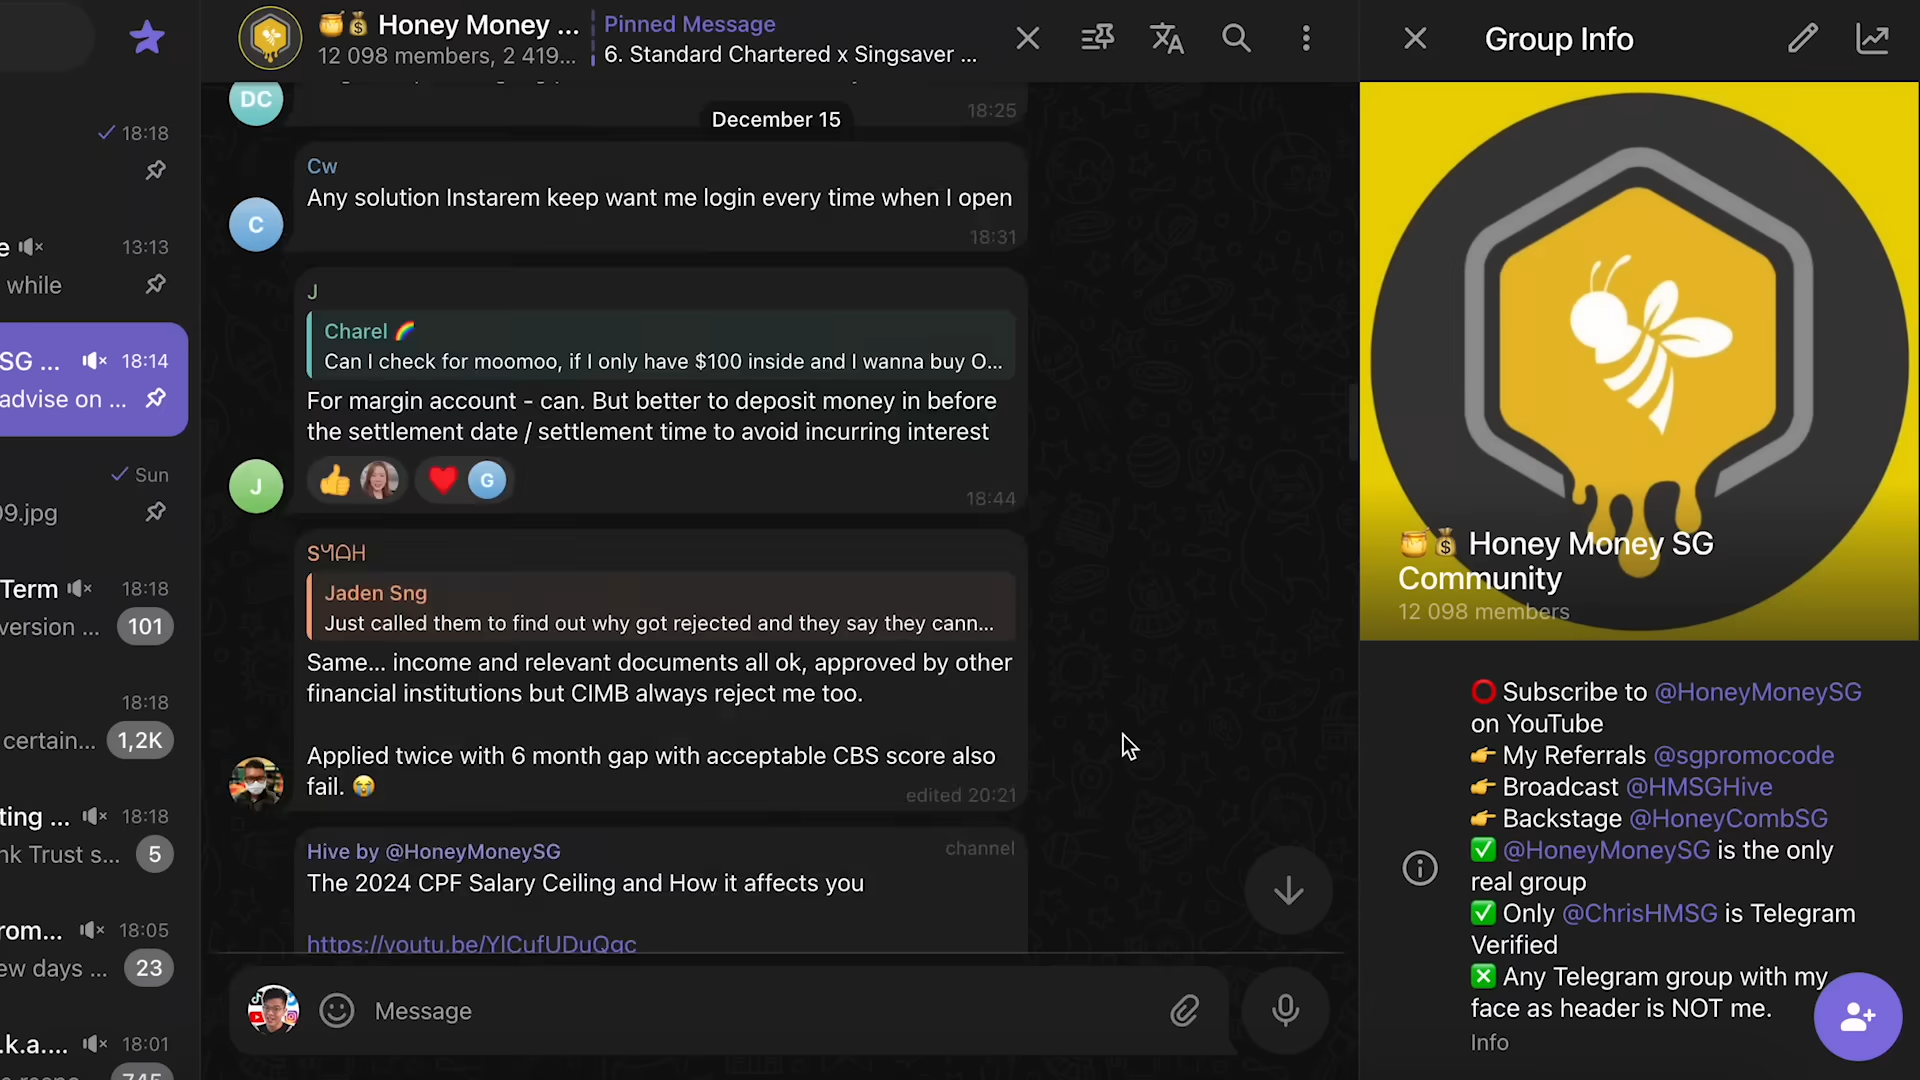 18:18
e 13:13
while
SG ... 18:14
advise on ...
Sun
09.jpg
Term 18:18
version ... 101
18:18
certain... 1,2K
ting ... 18:18
nk Trust s... 5
rom... 18:05
ew days ... 23
.k.a.... 18:01
🍯💰 Honey Money ...
12 098 members, 2 419...
Pinned Message
6. Standard Chartered x Singsaver ...
DC
18:25
December 15
Cw
Any solution Instarem keep want me login every time when I open
C
18:31
J
Charel 🌈
Can I check for moomoo, if I only have $100 inside and I wanna buy O...
For margin account - can. But better to deposit money in before
the settlement date / settlement time to avoid incurring interest
J
👍 ❤️ G
18:44
Jaden Sng
Just called them to find out why got rejected and they say they cann...
Same... income and relevant documents all ok, approved by other
financial institutions but CIMB always reject me too.
Applied twice with 6 month gap with acceptable CBS score also
fail. 😭
edited 20:21
Hive by @HoneyMoneySG channel
The 2024 CPF Salary Ceiling and How it affects you
Message
Group Info
🍯💰 Honey Money SG
Community
12 098 members
⭕ Subscribe to @HoneyMoneySG
on YouTube
👉 My Referrals @sgpromocode
👉 Broadcast @HMSGHive
👉 Backstage @HoneyCombSG
✅ @HoneyMoneySG is the only
real group
✅ Only @ChrisHMSG is Telegram
Verified
❎ Any Telegram group with my
face as header is NOT me.
Info